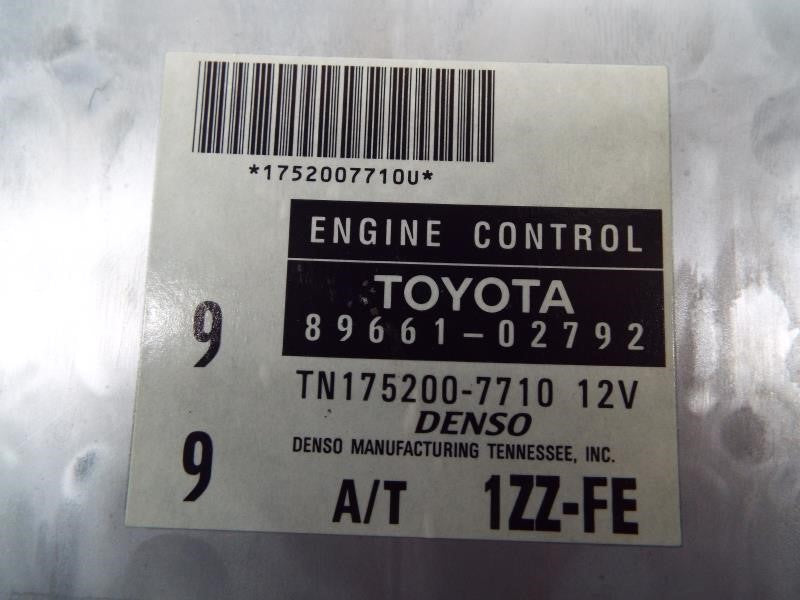 *1752007710U*
ENGINE CONTROL
TOYOTA
89661-02792
9
TN175200-7710 12V
DENSO
DENSO MANUFACTURING TENNESSEE, INC.
9
A/T 1ZZ-FE